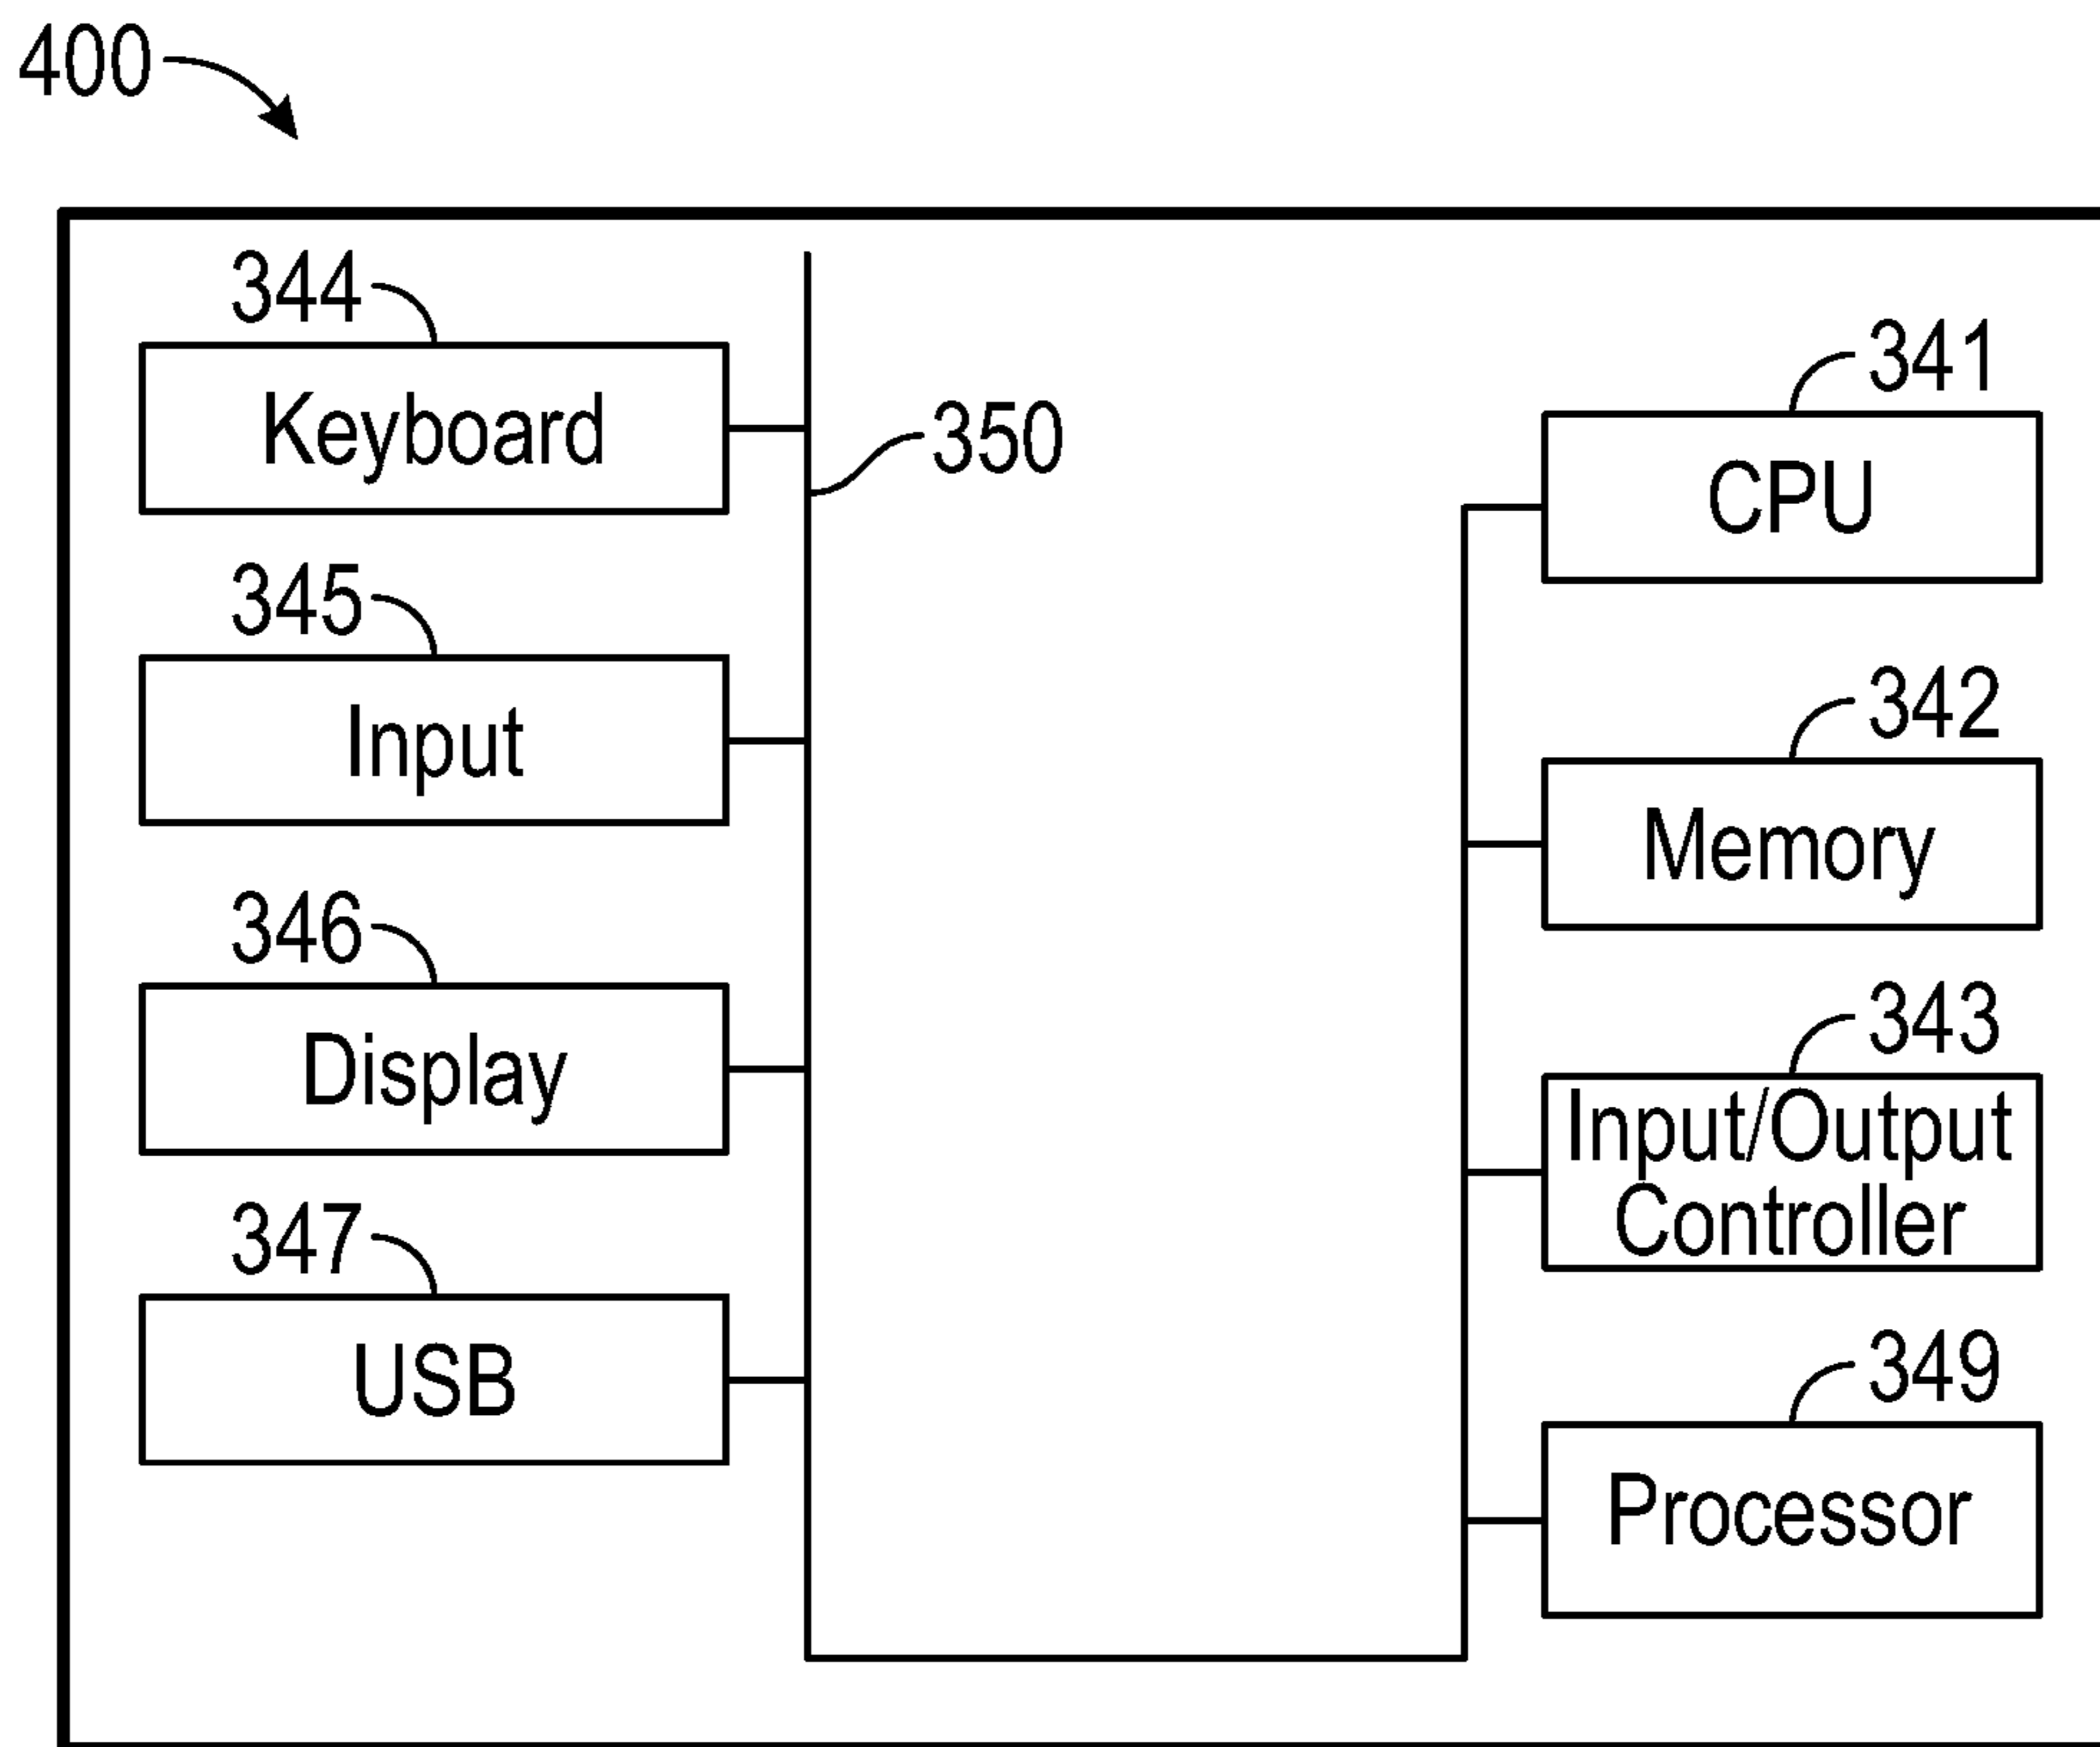 400
344
Keyboard
350
345
Input
346
Display
347
USB
341
CPU
342
Memory
343
Input/Output
Controller
349
Processor